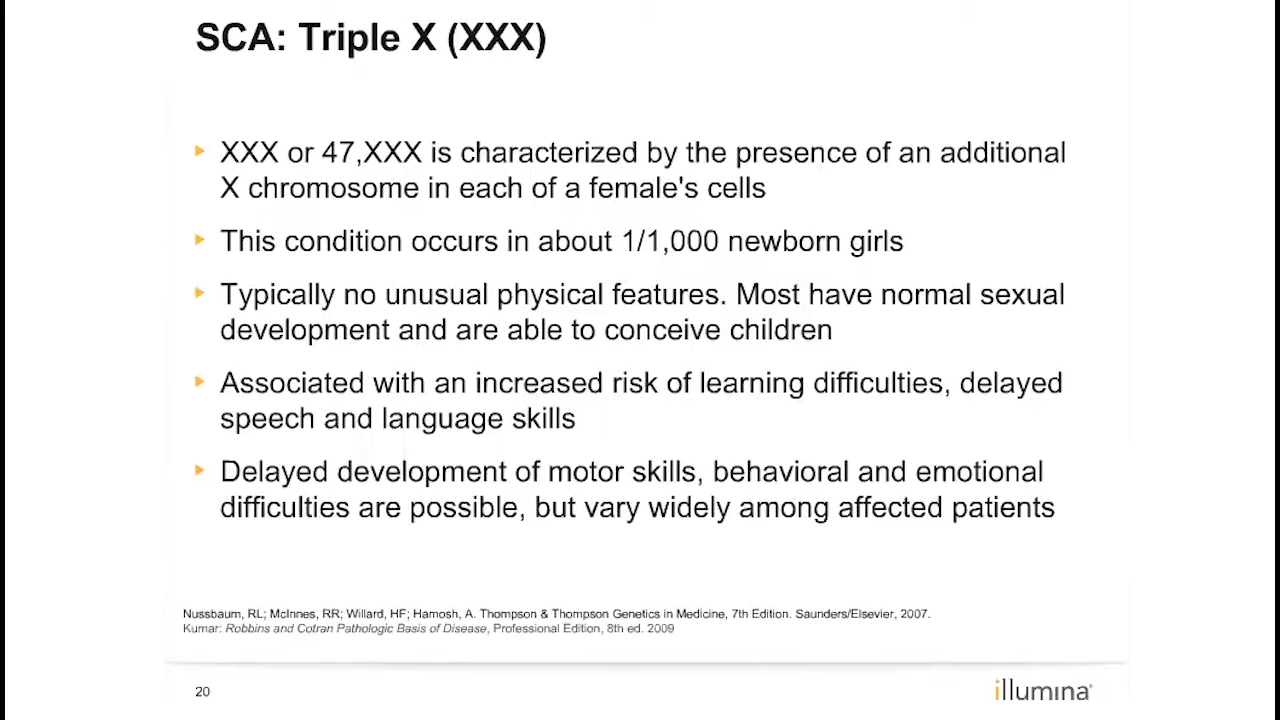 SCA: Triple X (XXX)
XXX or 47,XXX is characterized by the presence of an additional
X chromosome in each of a female's cells
This condition occurs in about 1/1,000 newborn girls
Typically no unusual physical features. Most have normal sexual
development and are able to conceive children
Associated with an increased risk of learning difficulties, delayed
speech and language skills
Delayed development of motor skills, behavioral and emotional
difficulties are possible, but vary widely among affected patients
Nussbaum, RL; McInnes, RR; Willard, HF; Hamosh, A. Thompson & Thompson Genetics in Medicine, 7th Edition. Saunders/Elsevier, 2007.
Kumar: Robbins and Cotran Pathologic Basis of Disease, Professional Edition, 8th ed. 2009
20
illumina®